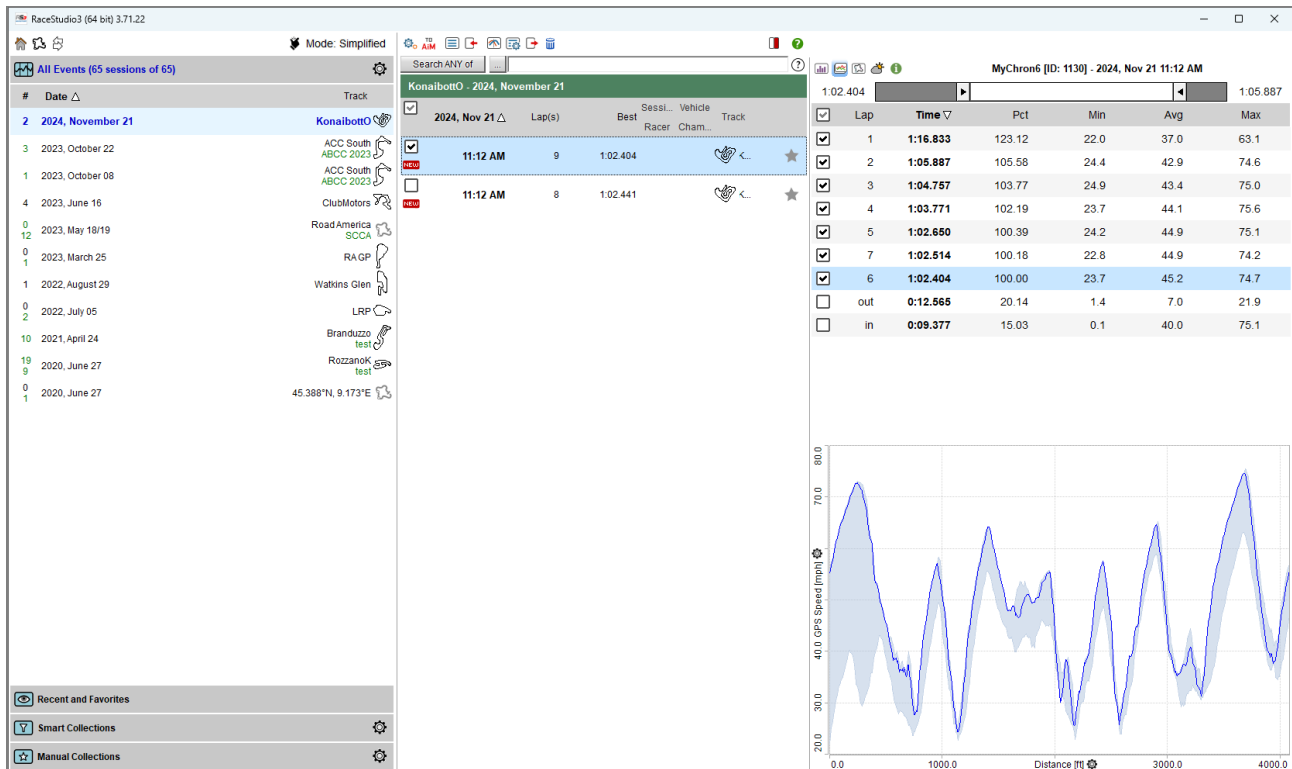 RaceStudio3 (64 bit) 3.71.22
Mode: Simplified
All Events (65 sessions of 65)
# Date △ Track
2 2024, November 21 KonaibottO
3 2023, October 22 ACC South
ABCC 2023
1 2023, October 08 ACC South
ABCC 2023
4 2023, June 16 ClubMotors
0
12 2023, May 18/19 Road America
SCCA
0
1 2023, March 25 RAGP
1 2022, August 29 Watkins Glen
0
2 2022, July 05 LRP
10 2021, April 24 Branduzzo
test
19
9 2020, June 27 RozzanoK
test
0
1 2020, June 27 45.388°N, 9.173°E
Recent and Favorites
Smart Collections
Manual Collections
TO
AiM
?
Search ANY of ... ?
KonaibottO - 2024, November 21
2024, Nov 21 △ Lap(s) Best Sessi... Vehicle Track
Racer Cham...
11:12 AM 9 1:02.404 <...
NEW
11:12 AM 8 1:02.441 <...
NEW
MyChron6 [ID: 1130] - 2024, Nov 21 11:12 AM
1:02.404 1:05.887
Lap Time ▽ Pct Min Avg Max
1 1:16.833 123.12 22.0 37.0 63.1
2 1:05.887 105.58 24.4 42.9 74.6
3 1:04.757 103.77 24.9 43.4 75.0
4 1:03.771 102.19 23.7 44.1 75.6
5 1:02.650 100.39 24.2 44.9 75.1
7 1:02.514 100.18 22.8 44.9 74.2
6 1:02.404 100.00 23.7 45.2 74.7
out 0:12.565 20.14 1.4 7.0 21.9
in 0:09.377 15.03 0.1 40.0 75.1
80.0
70.0
GPS Speed [mph]
40.0
30.0
20.0
0.0 1000.0 Distance [ft] 3000.0 4000.0